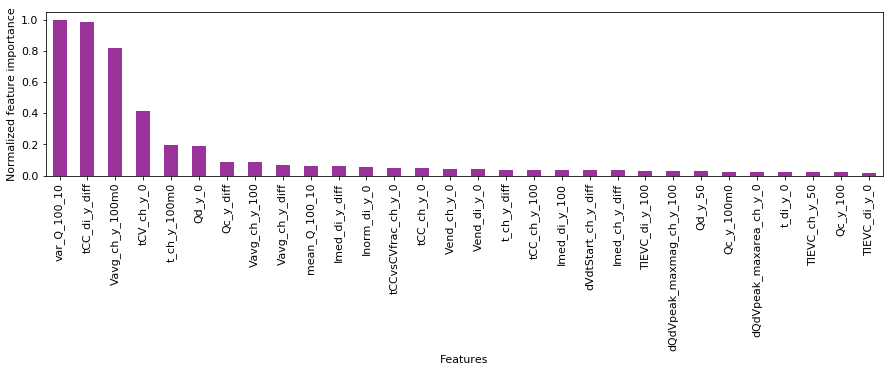 Normalized feature importance
1.0
0.8
0.6
0.4
0.2
0.0
var_Q_100_10
tCC_di_y_diff
Vavg_ch_y_100m0
tCV_ch_y_0
t_ch_y_100m0
Qd_y_0
Qc_y_diff
Vavg_ch_y_100
Vavg_ch_y_diff
mean_Q_100_10
Imed_di_y_diff
Inorm_di_y_0
tCCvsCVfrac_ch_y_0
tCC_ch_y_0
Vend_ch_y_0
Vend_di_y_0
t_ch_y_diff
tCC_ch_y_100
Imed_di_y_100
dVdtStart_ch_y_diff
Imed_ch_y_diff
TIEVC_di_y_100
dQdVpeak_maxmag_ch_y_100
Qd_y_50
Qc_y_100m0
dQdVpeak_maxarea_ch_y_0
t_di_y_0
TIEVC_ch_y_50
Qc_y_100
TIEVC_di_y_0
Features